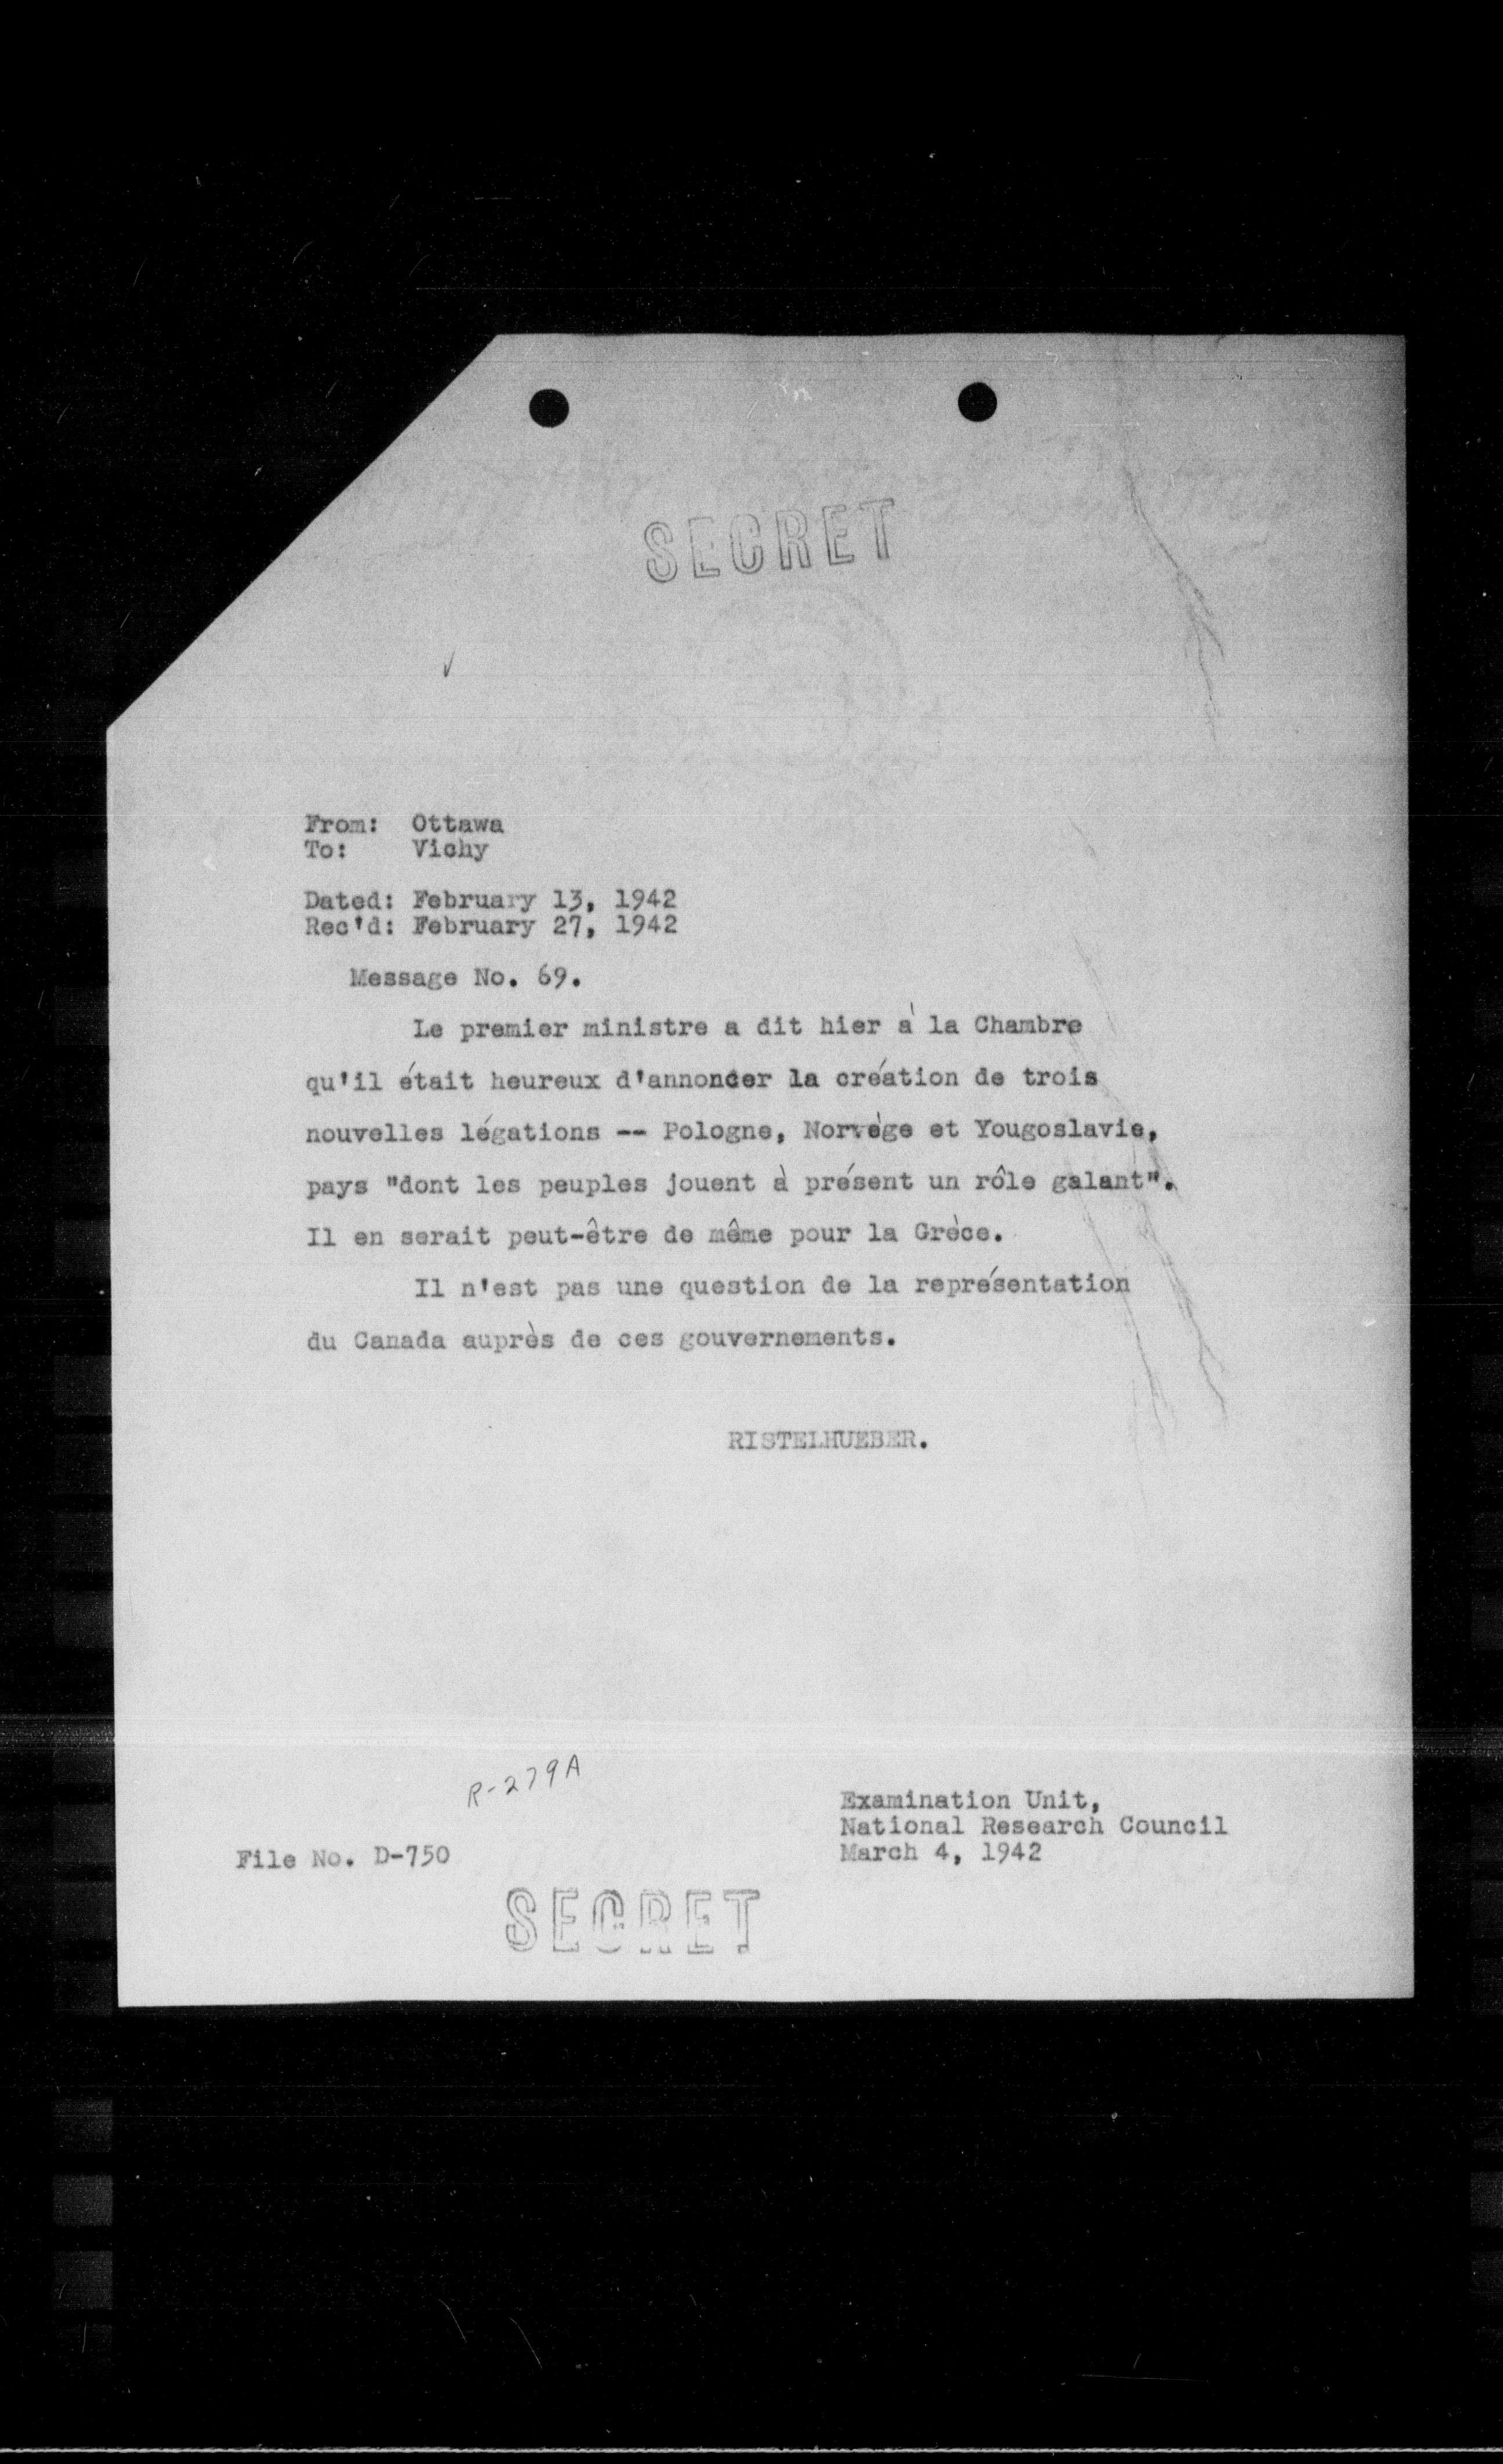 SECRET
From: Ottawa
To: Vichy
Dated: February 13, 1942
Rec'd: February 27, 1942
Message No. 69.
Le premier ministre a dit hier à la Chambre
qu'il était heureux d'annoncer la création de trois
nouvelles légations -- Pologne, Norvège et Yougoslavie,
pays "dont les peuples jouent à présent un rôle galant".
Il en serait peut-être de même pour la Grèce.
Il n'est pas une question de la représentation
du Canada auprès de ces gouvernements.
RISTELHUEBER.
R-279A
Examination Unit,
National Research Council
March 4, 1942
File No. D-750
SECRET